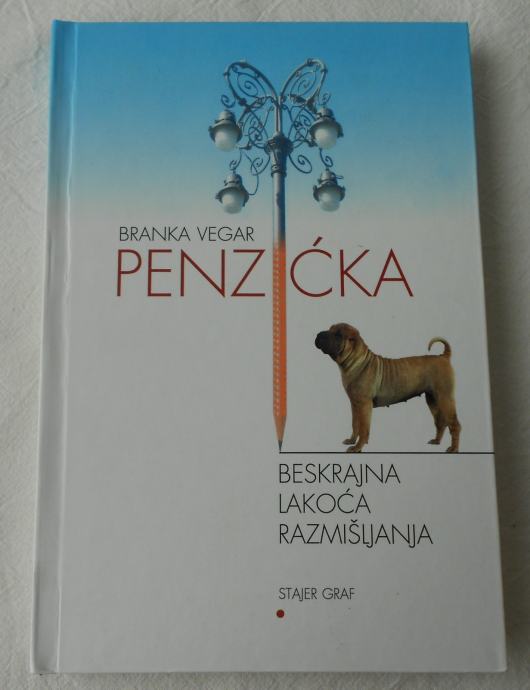 BRANKA VEGAR
PENZIĆKA
BESKRAJNA
LAKOĆA
RAZMIŠLJANJA
STAJER GRAF